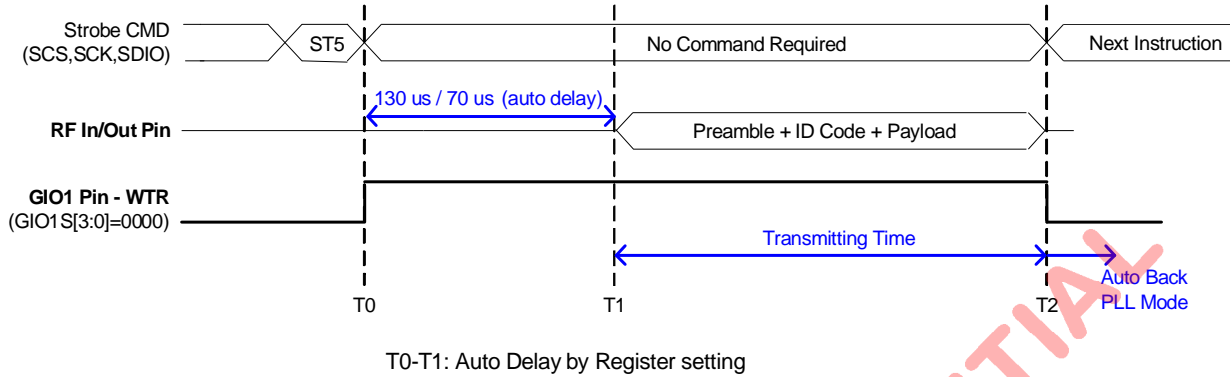 Strobe CMD
(SCS,SCK,SDIO)
ST5
No Command Required
Next Instruction
130 us / 70 us (auto delay)
RF In/Out Pin
Preamble + ID Code + Payload
GIO1 Pin - WTR
(GIO1S[3:0]=0000)
Transmitting Time
Auto Back
PLL Mode
T0
T1
T2
T0-T1: Auto Delay by Register setting